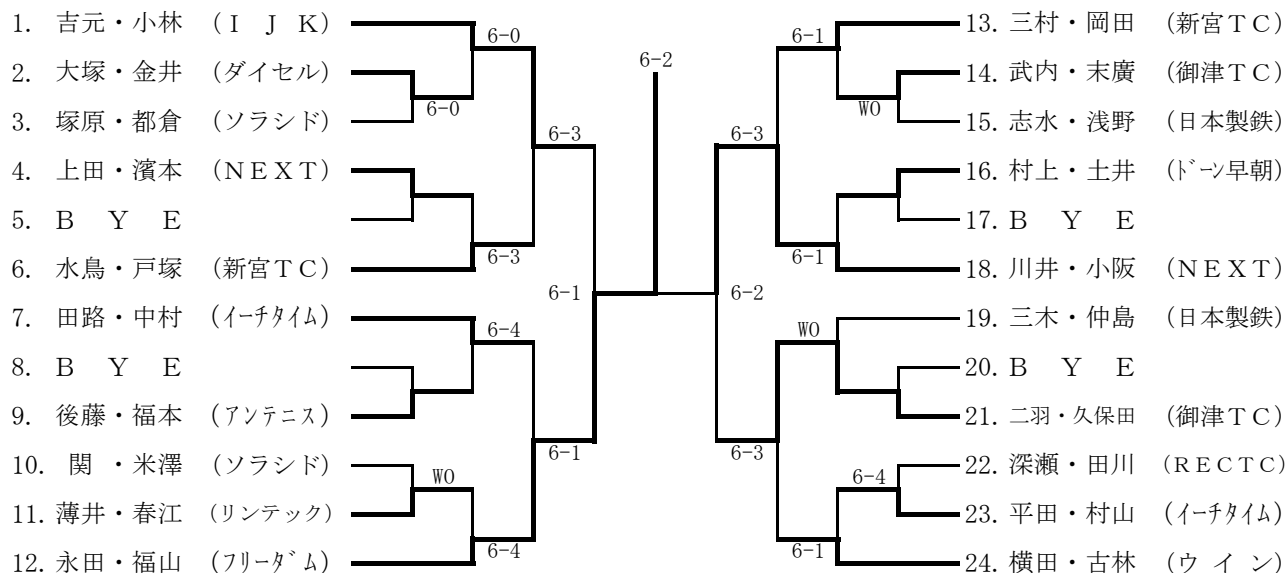 1. 吉元・小林 (I J K)
2. 大塚・金井 (ダイセル)
3. 塚原・都倉 (ソラシド)
4. 上田・濱本 (NEXT)
5. B Y E
6. 水鳥・戸塚 (新宮TC)
7. 田路・中村 (イーチタイム)
8. B Y E
9. 後藤・福本 (アンテニス)
10. 関 ・米澤 (ソラシド)
11. 薄井・春江 (リンテック)
12. 永田・福山 (フリーダム)
6-0
6-0
6-3
6-3
6-1
6-4
6-1
WO
6-4
6-2
6-1
WO
6-3
6-1
6-2
WO
6-3
6-4
6-1
13. 三村・岡田 (新宮TC)
14. 武内・末廣 (御津TC)
15. 志水・浅野 (日本製鉄)
16. 村上・土井 (ドーン早朝)
17. B Y E
18. 川井・小阪 (NEXT)
19. 三木・仲島 (日本製鉄)
20. B Y E
21. 二羽・久保田 (御津TC)
22. 深瀬・田川 (RECTC)
23. 平田・村山 (イーチタイム)
24. 横田・古林 (ウイン)